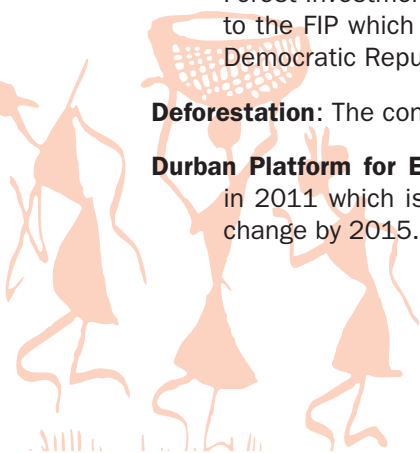 Forest Investment
to the FIP which
Democratic Repu
Deforestation: The con
Durban Platform for E
in 2011 which is
change by 2015.